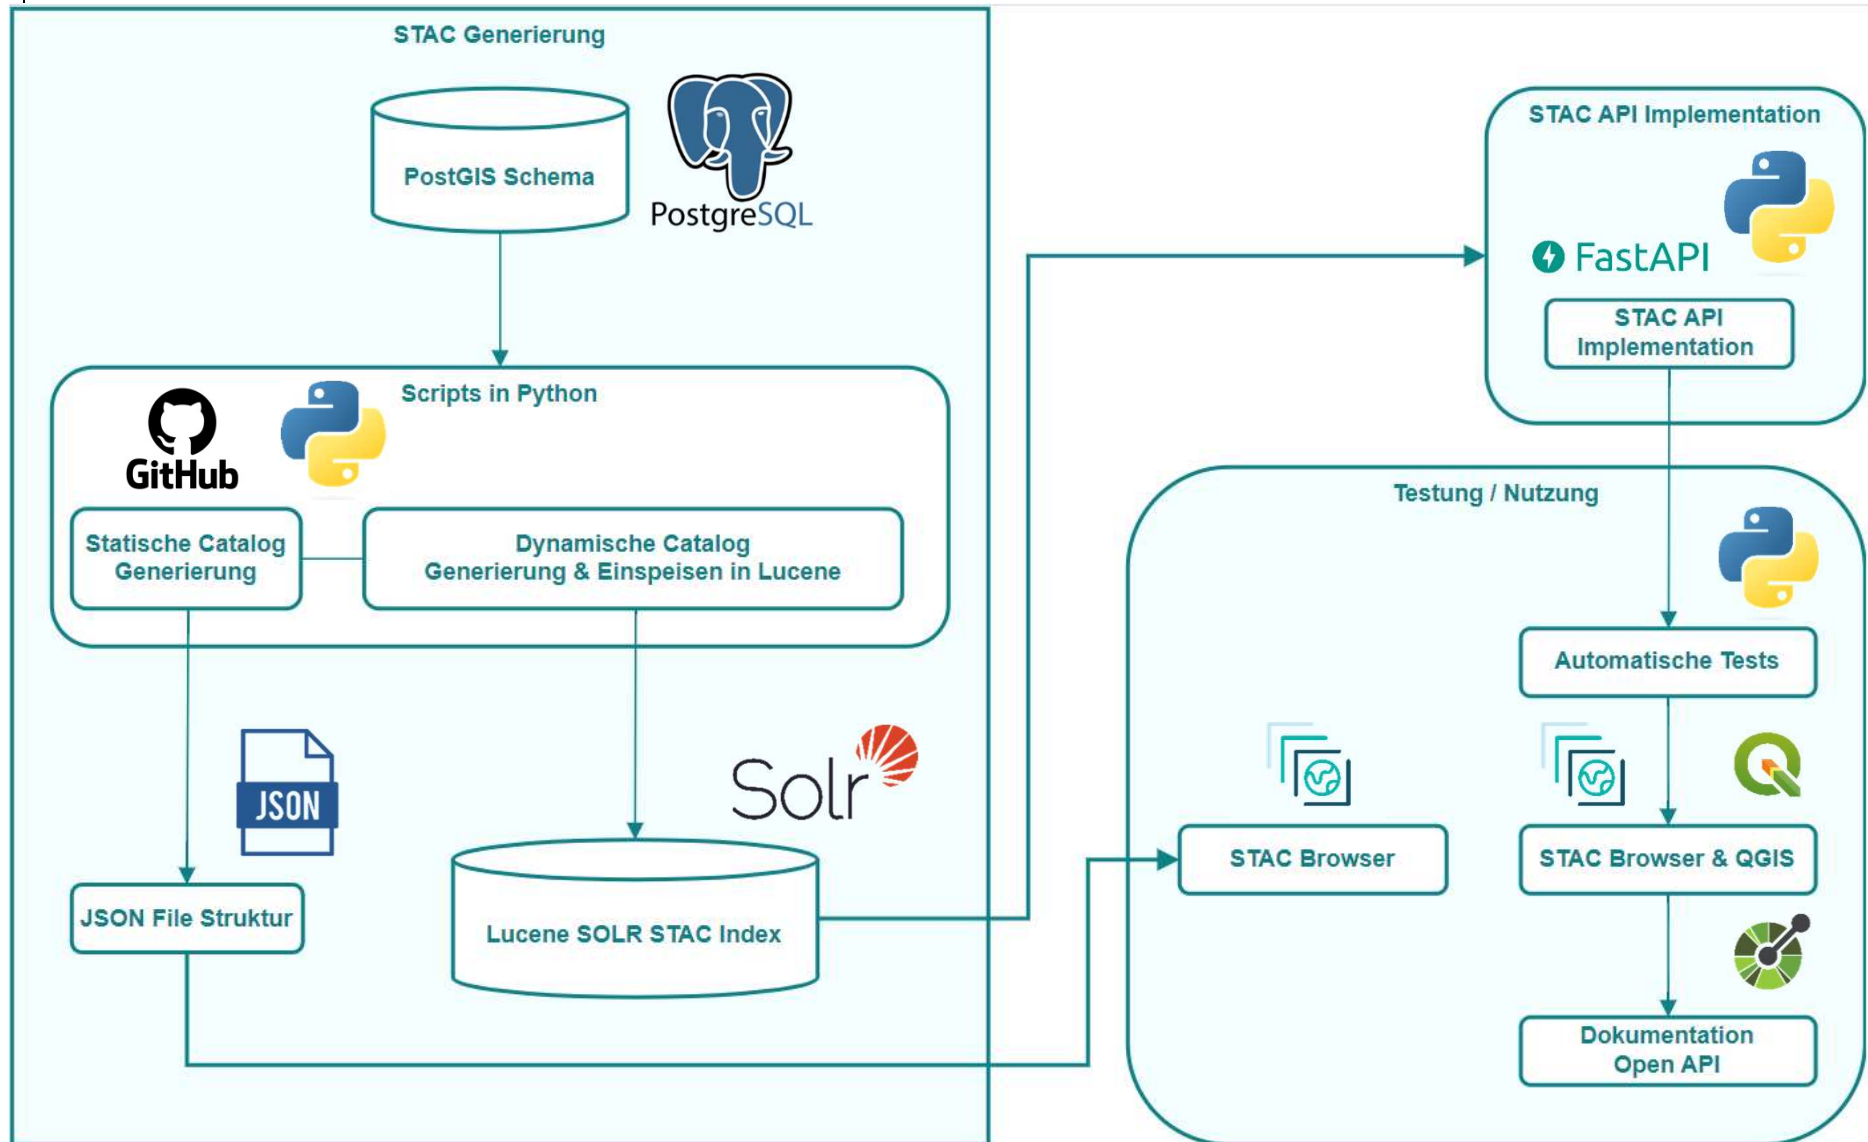 STAC Generierung
PostGIS Schema
PostgreSQL
Scripts in Python
GitHub
Statische Catalog
Generierung
Dynamische Catalog
Generierung & Einspeisen in Lucene
JSON
Solr
JSON File Struktur
Lucene SOLR STAC Index
STAC API Implementation
FastAPI
STAC API
Implementation
Testung / Nutzung
Automatische Tests
STAC Browser
STAC Browser & QGIS
Dokumentation
Open API